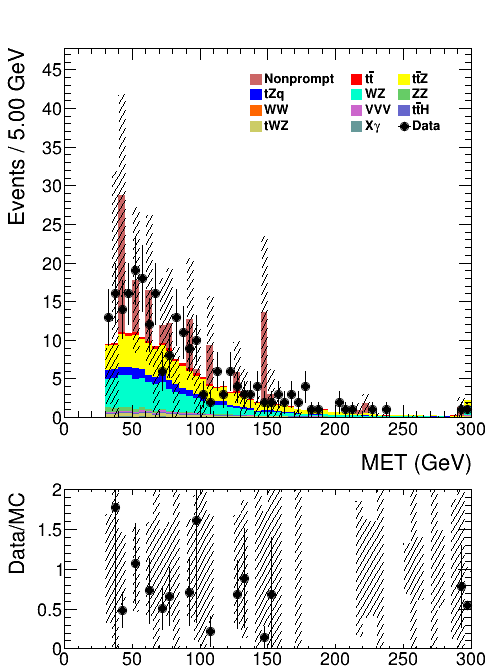 Events / 5.00 GeV
45
40
35
30
25
20
15
10
5
0
Nonprompt tt̄ tt̄Z
tZq WZ ZZ
WW VVV tt̄H
tWZ Xγ Data
0 50 100 150 200 250 300
MET (GeV)
Data/MC
2
1.5
1
0.5
0
0 50 100 150 200 250 300